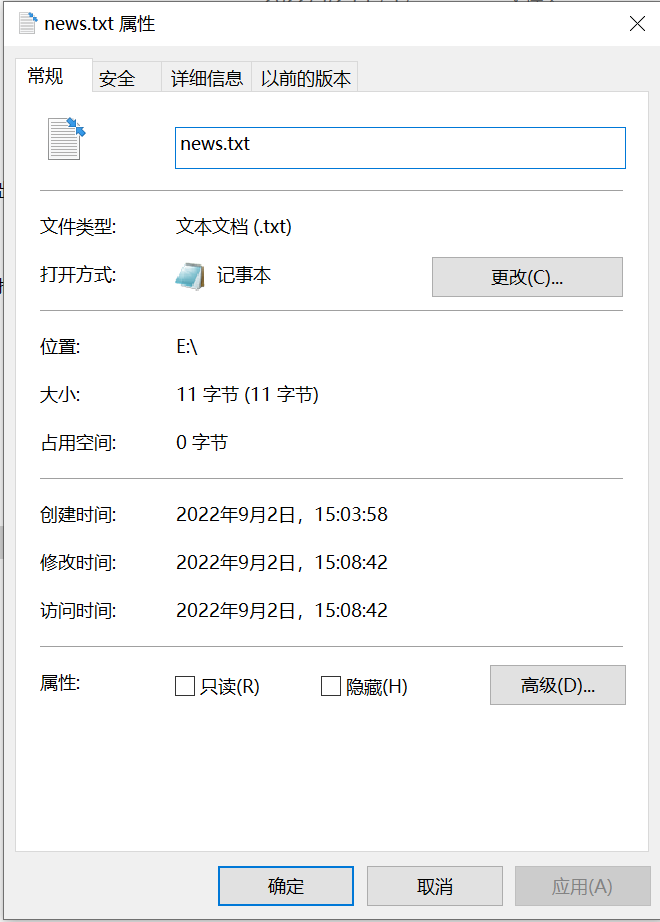 news.txt 属性
常规 安全 详细信息 以前的版本
news.txt
文件类型: 文本文档 (.txt)
打开方式: 记事本 更改(C)...
位置: E:\
大小: 11 字节 (11 字节)
占用空间: 0 字节
创建时间: 2022年9月2日，15:03:58
修改时间: 2022年9月2日，15:08:42
访问时间: 2022年9月2日，15:08:42
属性: 只读(R) 隐藏(H) 高级(D)...
确定 取消 应用(A)